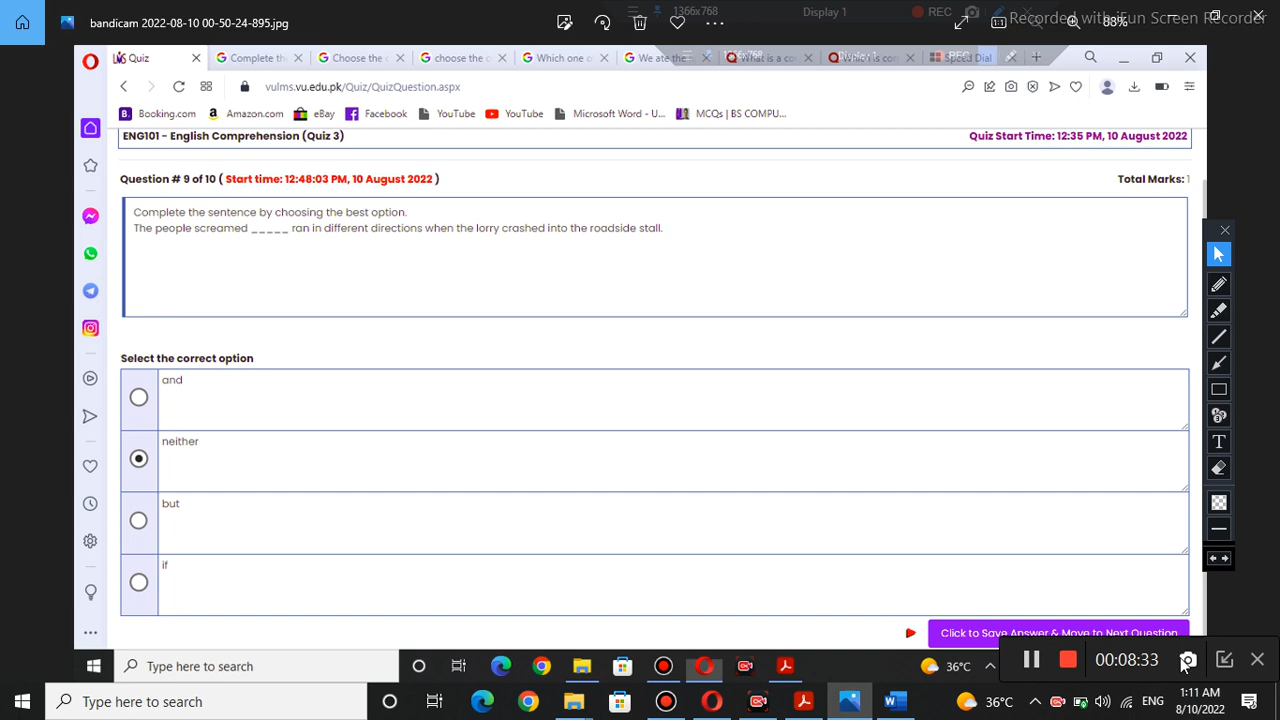 bandicam 2022-08-10 00-50-24-895.jpg
1366x768
Display 1
REC
88%
Recorded with iFun Screen Recorder
LMS Quiz
Complete the
Choose the c
choose the c
Which one o
We ate the
What is a co
Which is cor
Speed Dial
vulms.vu.edu.pk/Quiz/QuizQuestion.aspx
Booking.com
Amazon.com
eBay
Facebook
YouTube
YouTube
Microsoft Word - U...
MCQs | BS COMPU...
ENG101 - English Comprehension (Quiz 3)
Quiz Start Time: 12:35 PM, 10 August 2022
Question # 9 of 10 ( Start time: 12:48:03 PM, 10 August 2022 )
Total Marks: 1
Complete the sentence by choosing the best option.
The people screamed _____ ran in different directions when the lorry crashed into the roadside stall.
Select the correct option
and
neither
but
if
Click to Save Answer & Move to Next Question
Type here to search
36°C
00:08:33
Type here to search
36°C
ENG
1:11 AM
8/10/2022